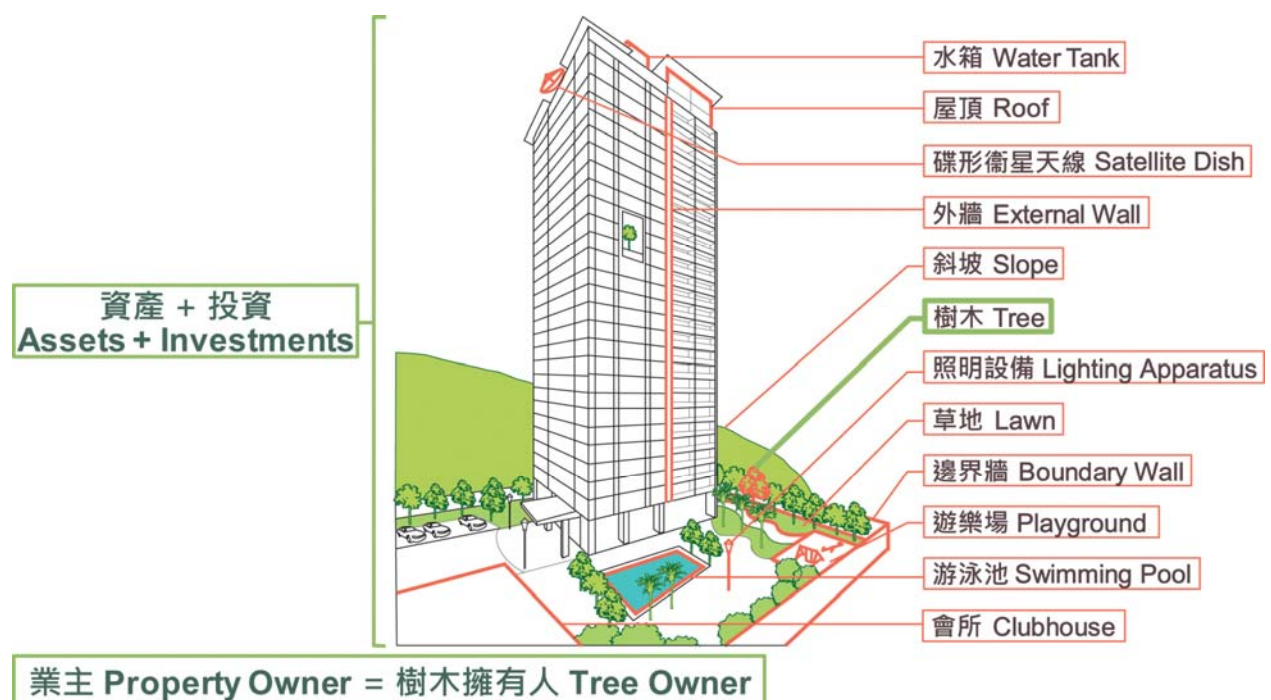 水箱 Water Tank
屋頂 Roof
碟形衞星天線 Satellite Dish
外牆 External Wall
斜坡 Slope
樹木 Tree
資產 + 投資
Assets + Investments
照明設備 Lighting Apparatus
草地 Lawn
邊界牆 Boundary Wall
遊樂場 Playground
游泳池 Swimming Pool
會所 Clubhouse
業主 Property Owner = 樹木擁有人 Tree Owner